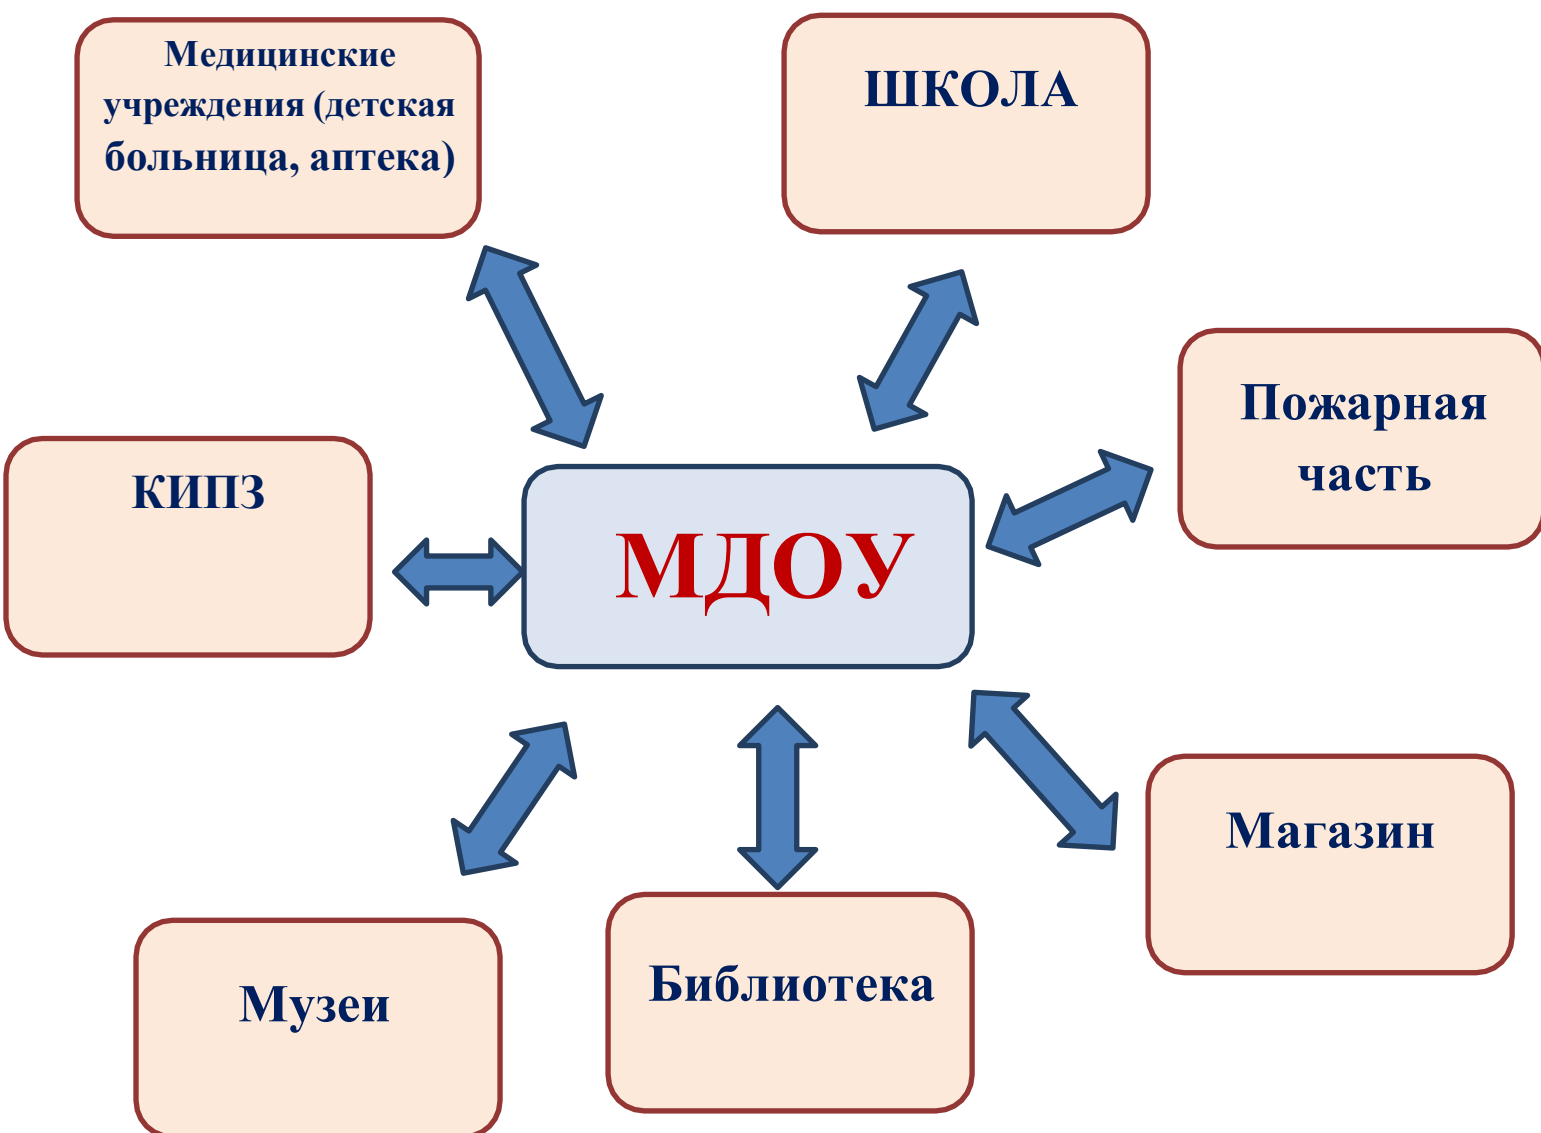 Медицинские
учреждения (детская
больница, аптека)
ШКОЛА
Пожарная
часть
КИПЗ
МДОУ
Магазин
Музеи
Библиотека